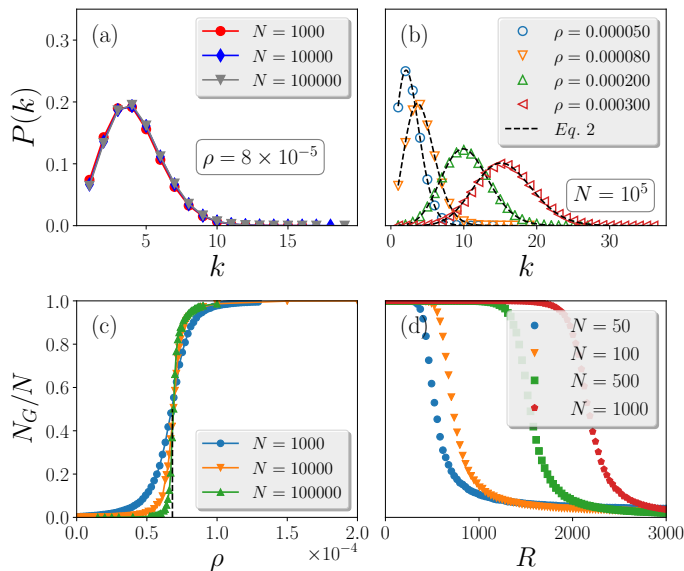 (a)
N = 1000
N = 10000
N = 100000
ρ = 8 × 10⁻⁵
P(k)
0.0
0.1
0.2
0.3
5
10
15
k
(b)
ρ = 0.000050
ρ = 0.000080
ρ = 0.000200
ρ = 0.000300
Eq. 2
N = 10⁵
0
10
20
30
k
(c)
N = 1000
N = 10000
N = 100000
N_G/N
0.0
0.2
0.4
0.6
0.8
1.0
0.0
0.5
1.0
1.5
2.0
×10⁻⁴
ρ
(d)
N = 50
N = 100
N = 500
N = 1000
0
1000
2000
3000
R